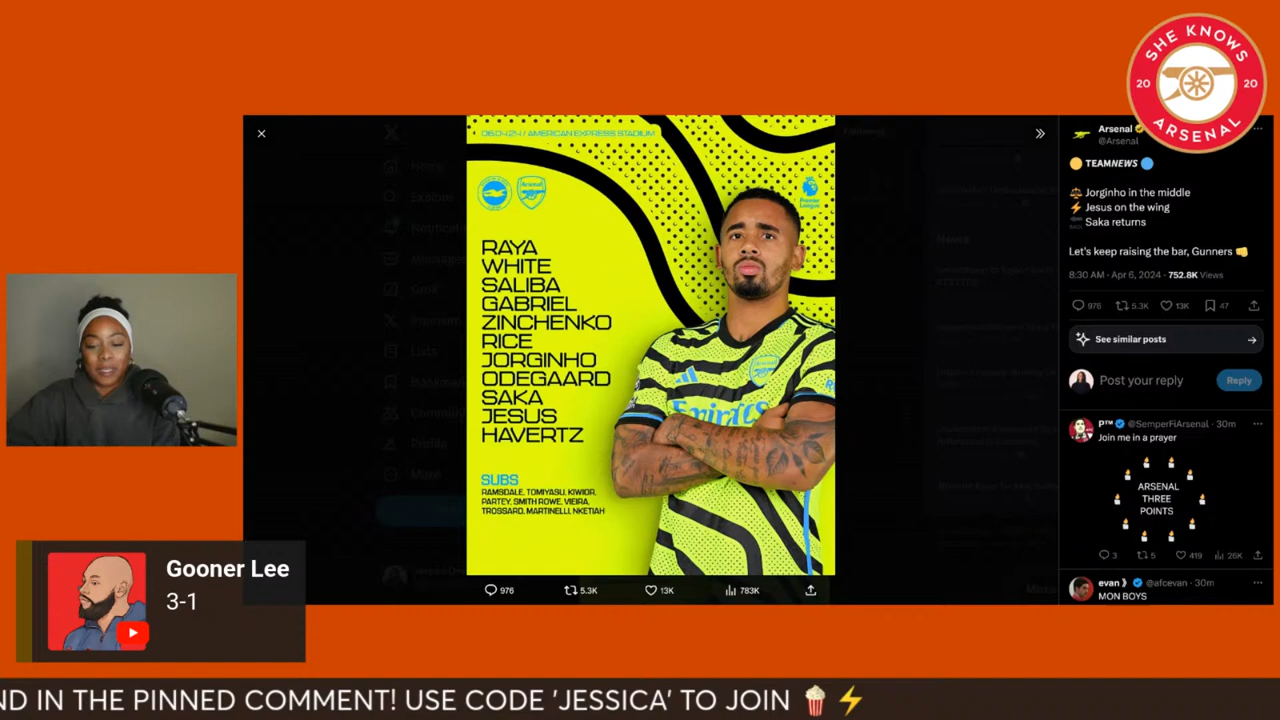 SHE KNOWS
20 20
ARSENAL
06.04.24 / AMERICAN EXPRESS STADIUM
Arsenal
Premier
League
RAYA
WHITE
SALIBA
GABRIEL
ZINCHENKO
RICE
JORGINHO
ODEGAARD
SAKA
JESUS
HAVERTZ
SUBS
RAMSDALE, TOMIYASU, KIWIOR,
PARTEY, SMITH ROWE, VIEIRA,
TROSSARD, MARTINELLI, NKETIAH
Emirates
976 5.3K 13K 783K
Arsenal
@Arsenal
TEAMNEWS
Jorginho in the middle
Jesus on the wing
Saka returns
Let's keep raising the bar, Gunners
8:30 AM · Apr 6, 2024 · 752.8K Views
976 5.3K 13K 47
See similar posts
Post your reply
Reply
P™ @SemperFiArsenal · 30m
Join me in a prayer
ARSENAL
THREE
POINTS
3 5 419 26K
evan @afcevan · 30m
MON BOYS
Gooner Lee
3-1
ND IN THE PINNED COMMENT! USE CODE 'JESSICA' TO JOIN